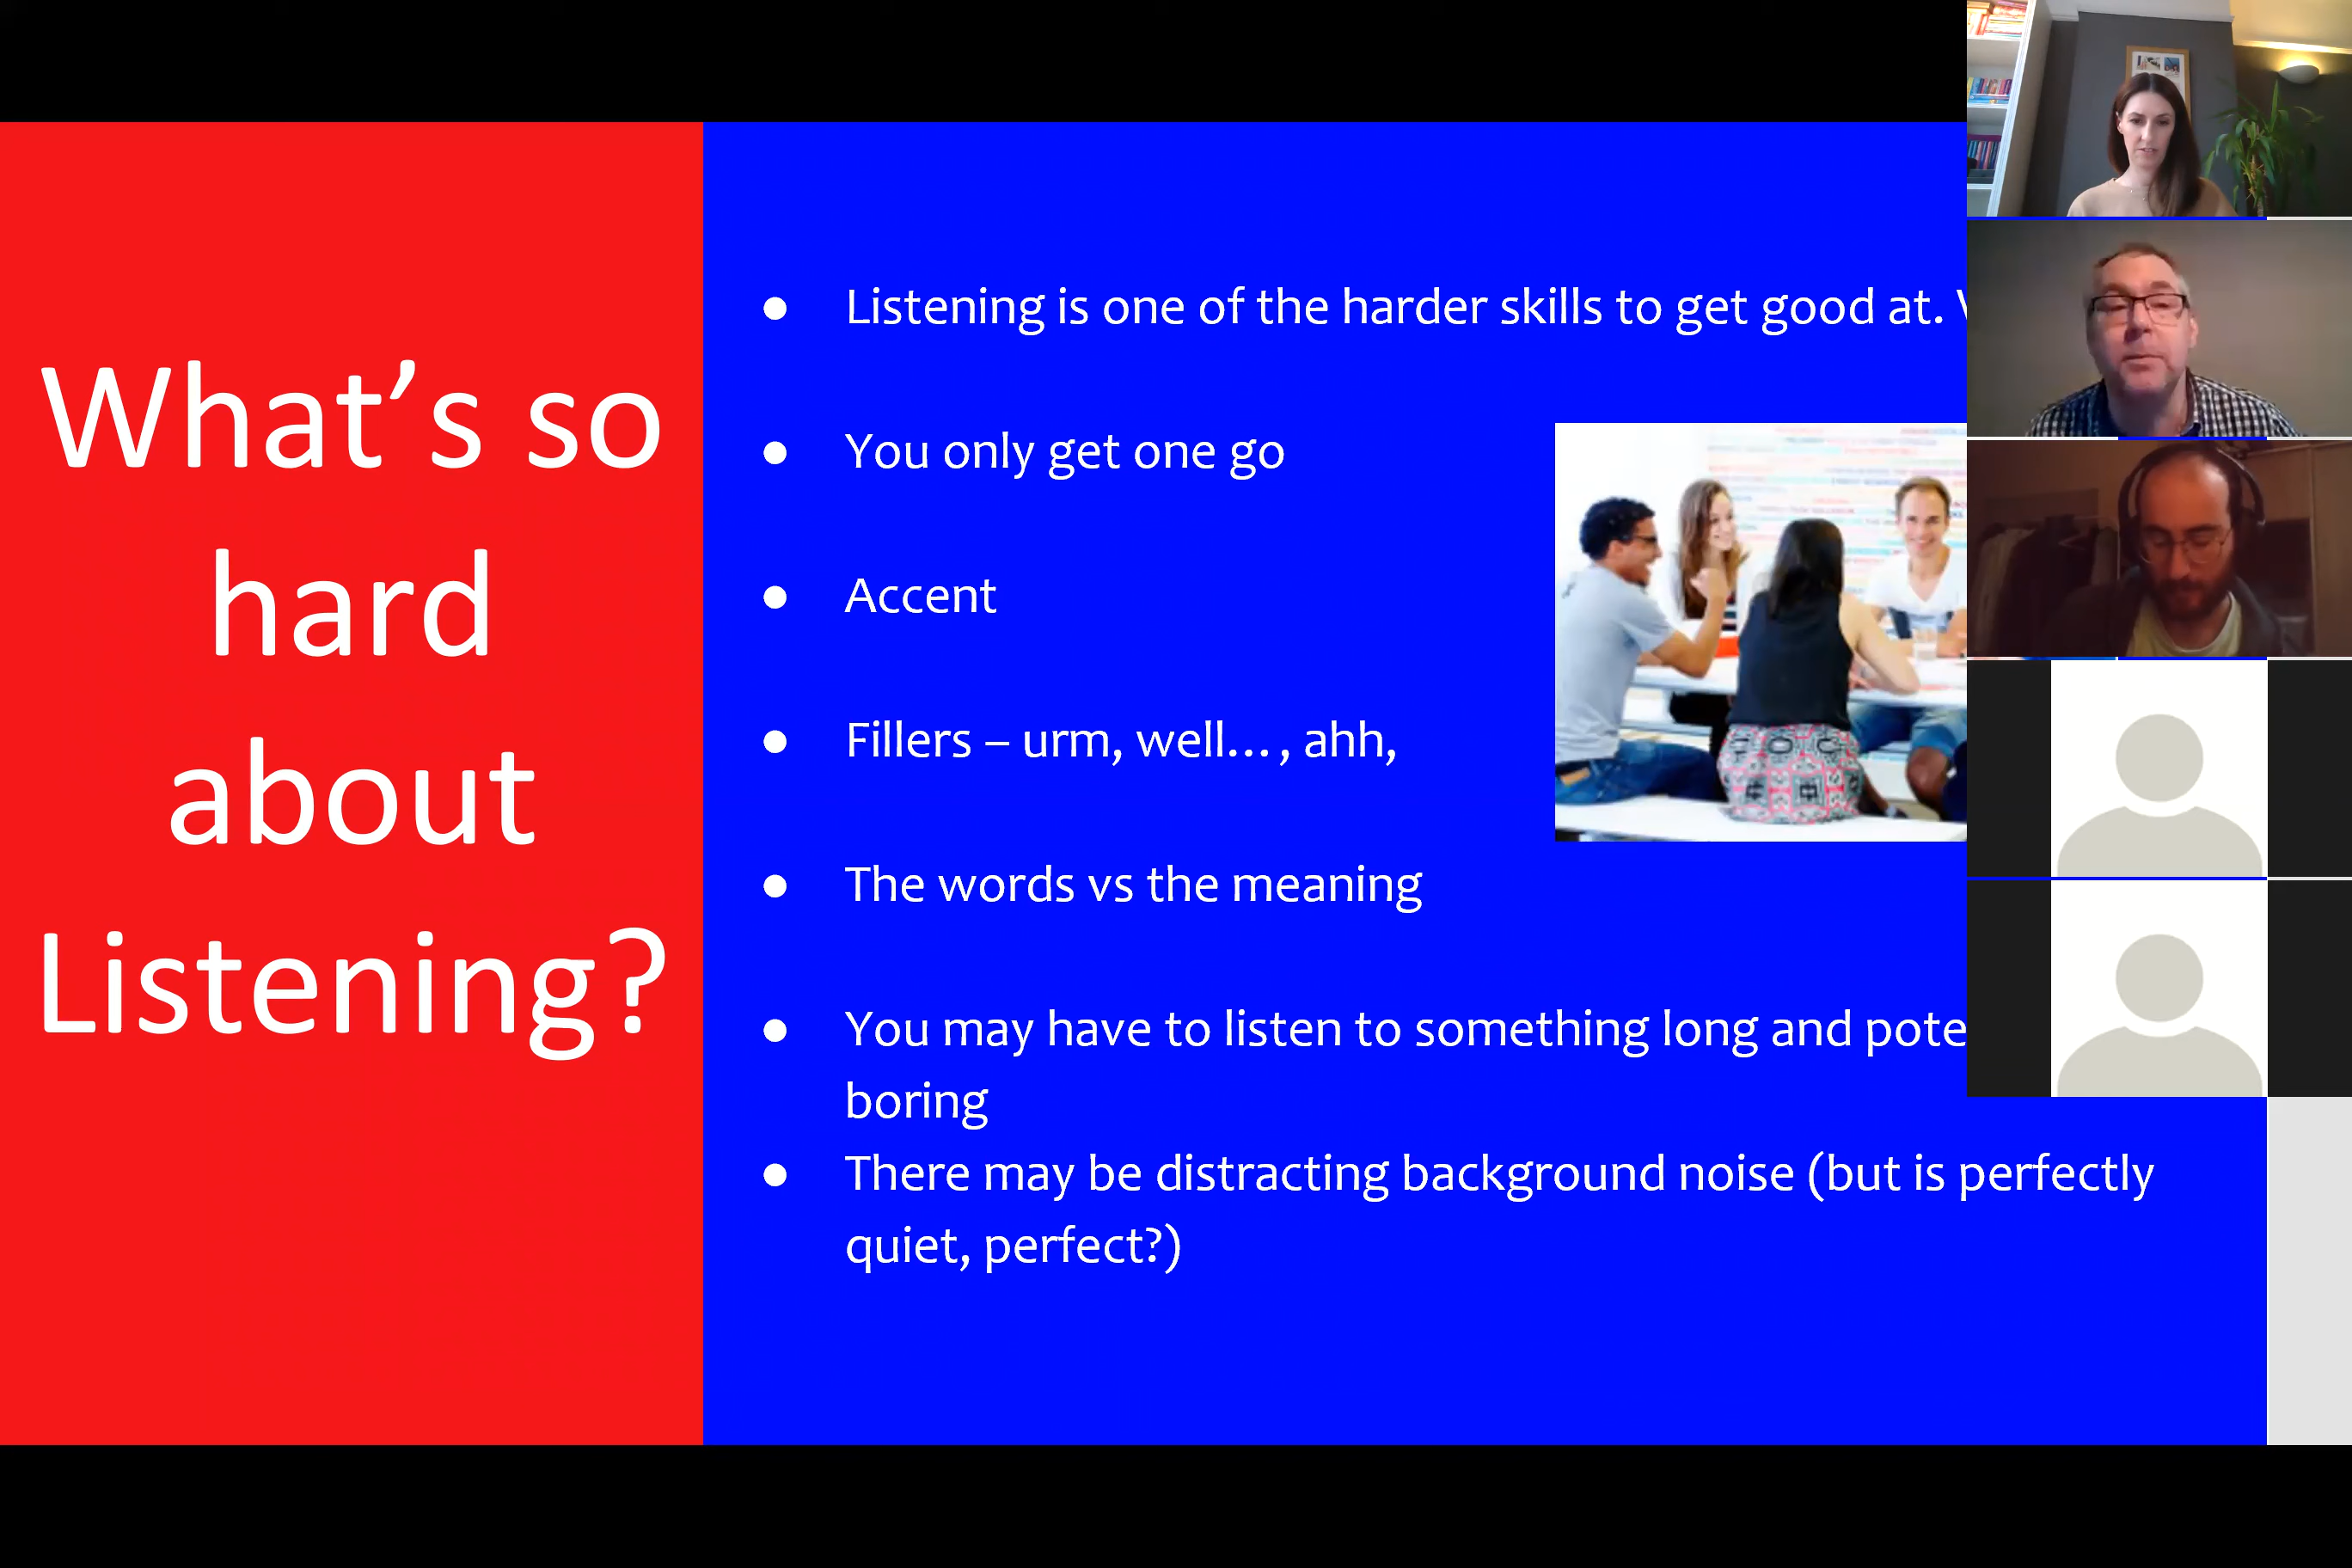 What's so
hard
about
Listening?
● Listening is one of the harder skills to get good at.
● You only get one go
● Accent
● Fillers – urm, well…, ahh,
● The words vs the meaning
● You may have to listen to something long and
boring
● There may be distracting background noise (but is perfectly
quiet, perfect?)